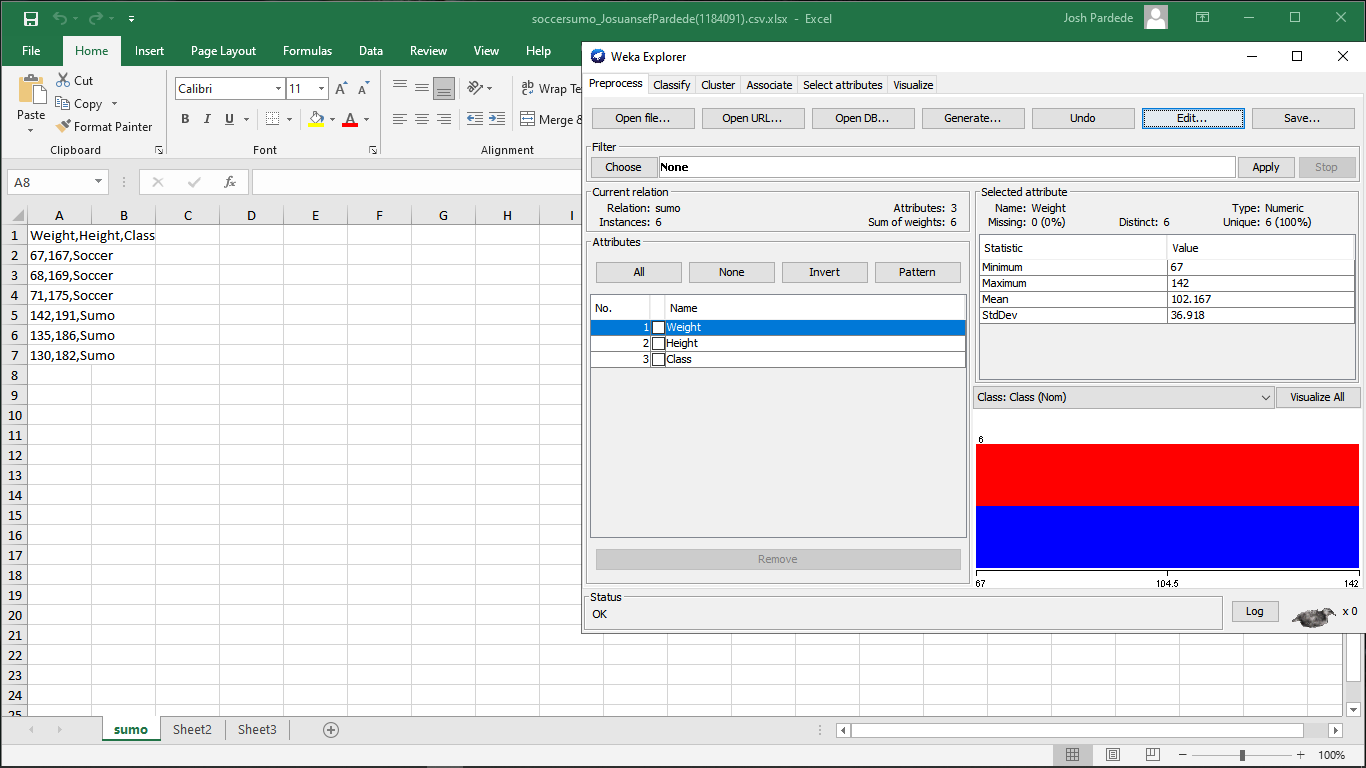 soccersumo_JosuansefPardede(1184091).csv.xlsx - Excel
Josh Pardede
File Home Insert Page Layout Formulas Data Review View Help
Paste
Cut
Copy
Format Painter
Clipboard
Calibri 11
B I U
A
Font
ab Wrap Te
Merge &
Alignment
A8
fx
A B C D E F G H I
1 Weight,Height,Class
2 67,167,Soccer
3 68,169,Soccer
4 71,175,Soccer
5 142,191,Sumo
6 135,186,Sumo
7 130,182,Sumo
8
9
10
11
12
13
14
15
16
17
18
19
20
21
22
23
24
25
sumo Sheet2 Sheet3
100%
Weka Explorer
Preprocess Classify Cluster Associate Select attributes Visualize
Open file... Open URL... Open DB... Generate... Undo Edit... Save...
Filter
Choose None Apply Stop
Current relation
Relation: sumo Attributes: 3
Instances: 6 Sum of weights: 6
Attributes
All None Invert Pattern
No. Name
1 Weight
2 Height
3 Class
Remove
Selected attribute
Name: Weight Type: Numeric
Missing: 0 (0%) Distinct: 6 Unique: 6 (100%)
Statistic Value
Minimum 67
Maximum 142
Mean 102.167
StdDev 36.918
Class: Class (Nom) Visualize All
6
67 104.5 142
Status
OK
Log x 0